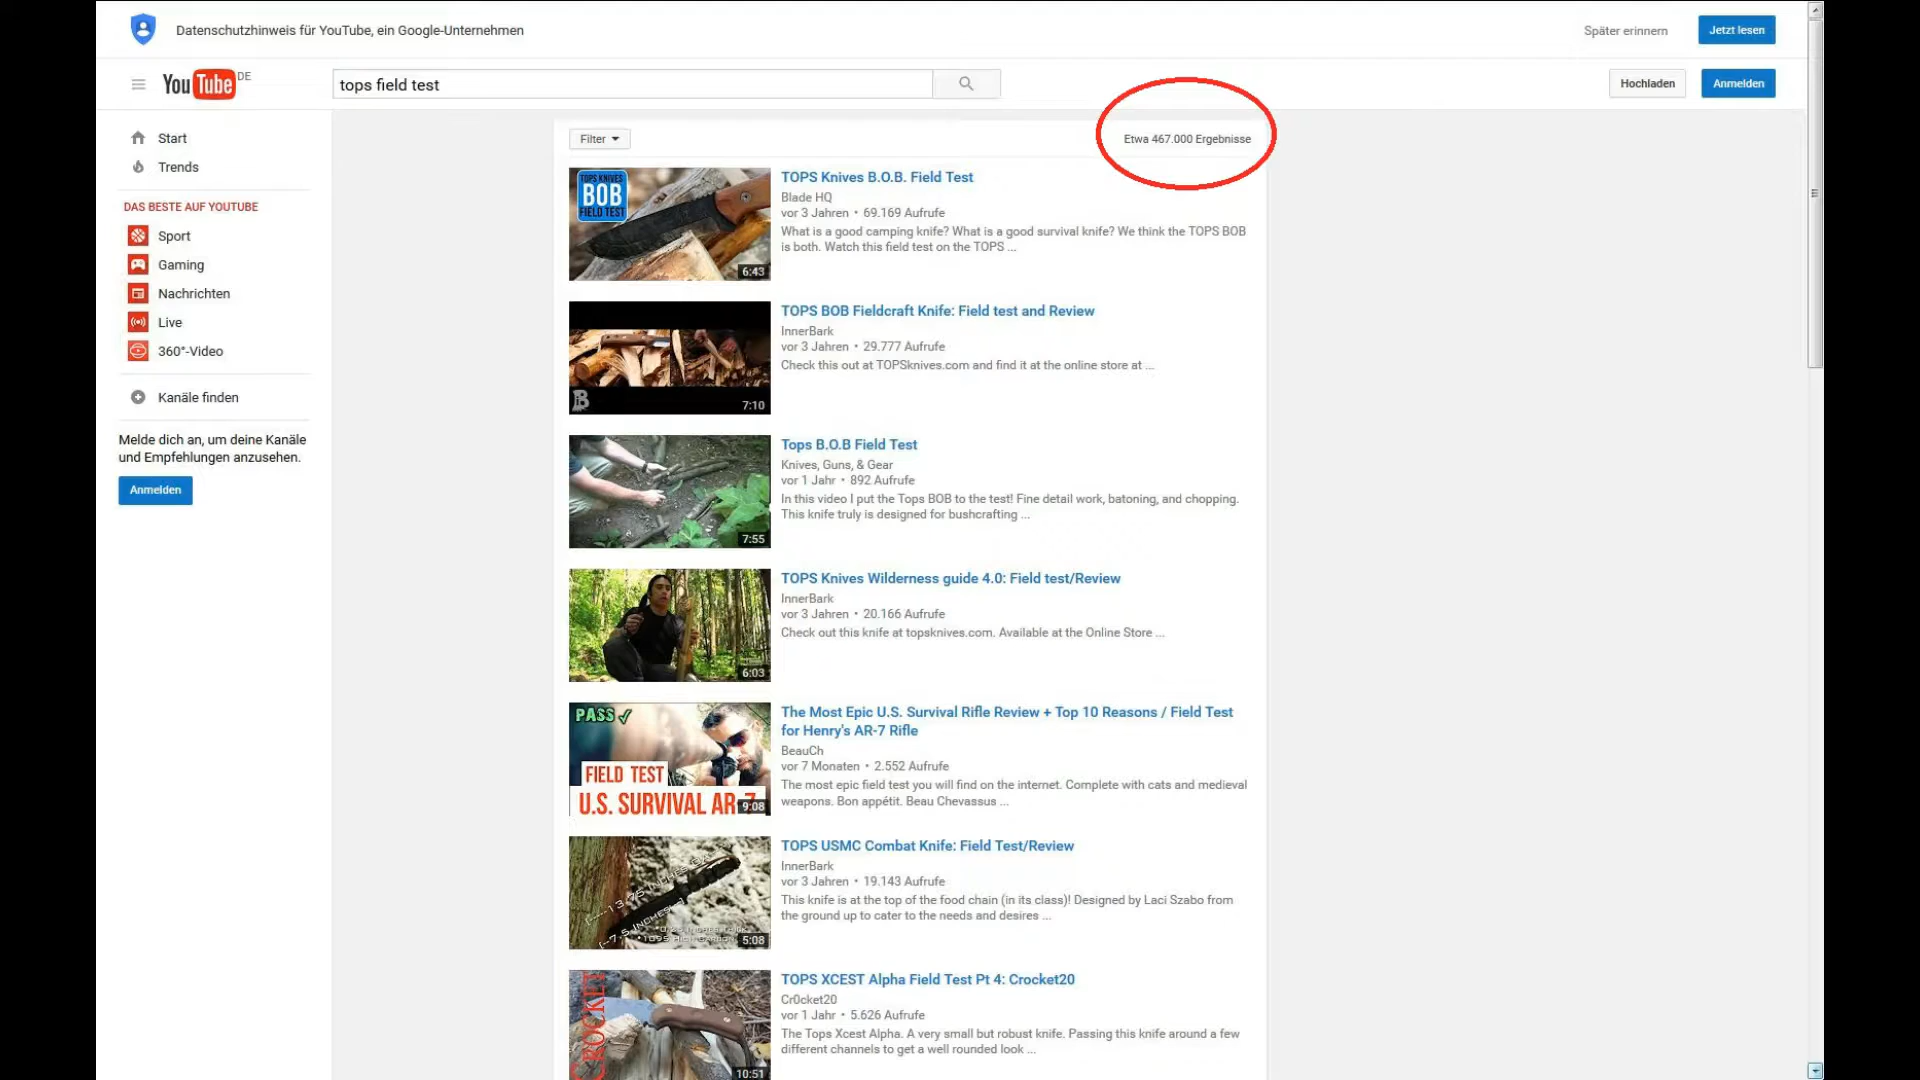 Datenschutzhinweis für YouTube, ein Google-Unternehmen
Später erinnern
Jetzt lesen
YouTube DE
tops field test
Hochladen
Anmelden
Start
Trends
DAS BESTE AUF YOUTUBE
Sport
Gaming
Nachrichten
Live
360°-Video
Kanäle finden
Melde dich an, um deine Kanäle
und Empfehlungen anzusehen.
Anmelden
Filter
Etwa 467.000 Ergebnisse
TOPS KNIVES
BOB
FIELD TEST
6:43
TOPS Knives B.O.B. Field Test
Blade HQ
vor 3 Jahren • 69.169 Aufrufe
What is a good camping knife? What is a good survival knife? We think the TOPS BOB
is both. Watch this field test on the TOPS ...
7:10
TOPS BOB Fieldcraft Knife: Field test and Review
InnerBark
vor 3 Jahren • 29.777 Aufrufe
Check this out at TOPSknives.com and find it at the online store at ...
7:55
Tops B.O.B Field Test
Knives, Guns, & Gear
vor 1 Jahr • 892 Aufrufe
In this video I put the Tops BOB to the test! Fine detail work, batoning, and chopping.
This knife truly is designed for bushcrafting ...
6:03
TOPS Knives Wilderness guide 4.0: Field test/Review
InnerBark
vor 3 Jahren • 20.166 Aufrufe
Check out this knife at topsknives.com. Available at the Online Store ...
PASS ✓
FIELD TEST
U.S. SURVIVAL AR-7
9:08
The Most Epic U.S. Survival Rifle Review + Top 10 Reasons / Field Test
for Henry's AR-7 Rifle
BeauCh
vor 7 Monaten • 2.552 Aufrufe
The most epic field test you will find on the internet. Complete with cats and medieval
weapons. Bon appétit. Beau Chevassus ...
13.75 INCHES
7.5 INCHES
5:08
TOPS USMC Combat Knife: Field Test/Review
InnerBark
vor 3 Jahren • 19.143 Aufrufe
This knife is at the top of the food chain (in its class)! Designed by Laci Szabo from
the ground up to cater to the needs and desires ...
CROCKET
10:51
TOPS XCEST Alpha Field Test Pt 4: Crocket20
Cr0cket20
vor 1 Jahr • 5.626 Aufrufe
The Tops Xcest Alpha. A very small but robust knife. Passing this knife around a few
different channels to get a well rounded look ...